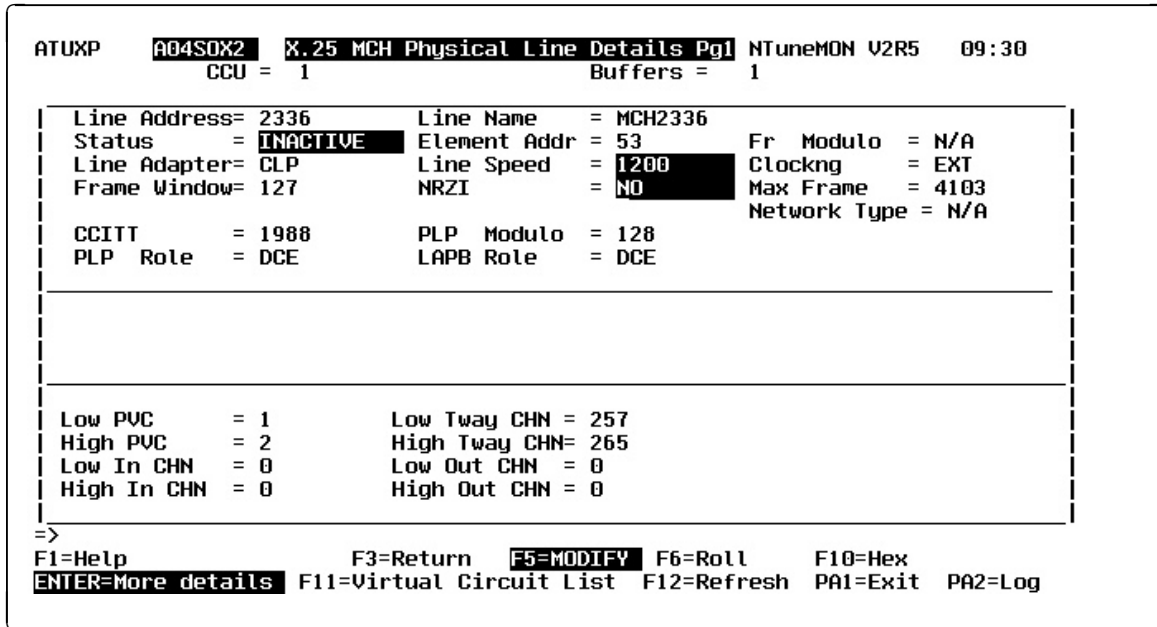 ATUXP A04SOX2 X.25 MCH Physical Line Details Pg1 NTuneMON V2R5 09:30
CCU = 1 Buffers = 1
Line Address= 2336 Line Name = MCH2336
Status = INACTIVE Element Addr = 53 Fr Modulo = N/A
Line Adapter= CLP Line Speed = 1200 Clockng = EXT
Frame Window= 127 NRZI = NO Max Frame = 4103
Network Type = N/A
CCITT = 1988 PLP Modulo = 128
PLP Role = DCE LAPB Role = DCE
Low PVC = 1 Low Tway CHN = 257
High PVC = 2 High Tway CHN= 265
Low In CHN = 0 Low Out CHN = 0
High In CHN = 0 High Out CHN = 0
=>
F1=Help F3=Return F5=MODIFY F6=Roll F10=Hex
ENTER=More details F11=Virtual Circuit List F12=Refresh PA1=Exit PA2=Log